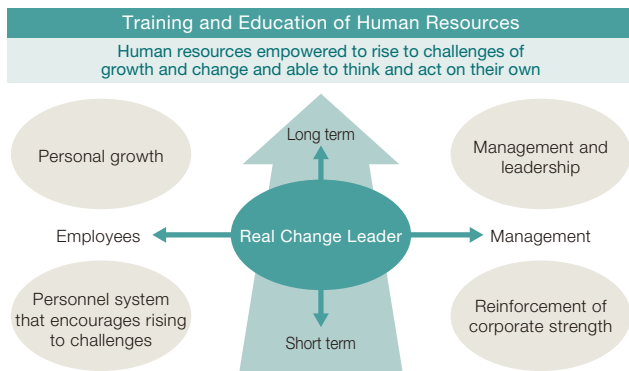 Training and Education of Human Resources
Human resources empowered to rise to challenges of
growth and change and able to think and act on their own
Long term
Personal growth
Management and
leadership
Employees
Real Change Leader
Management
Personnel system
that encourages rising
to challenges
Reinforcement of
corporate strength
Short term